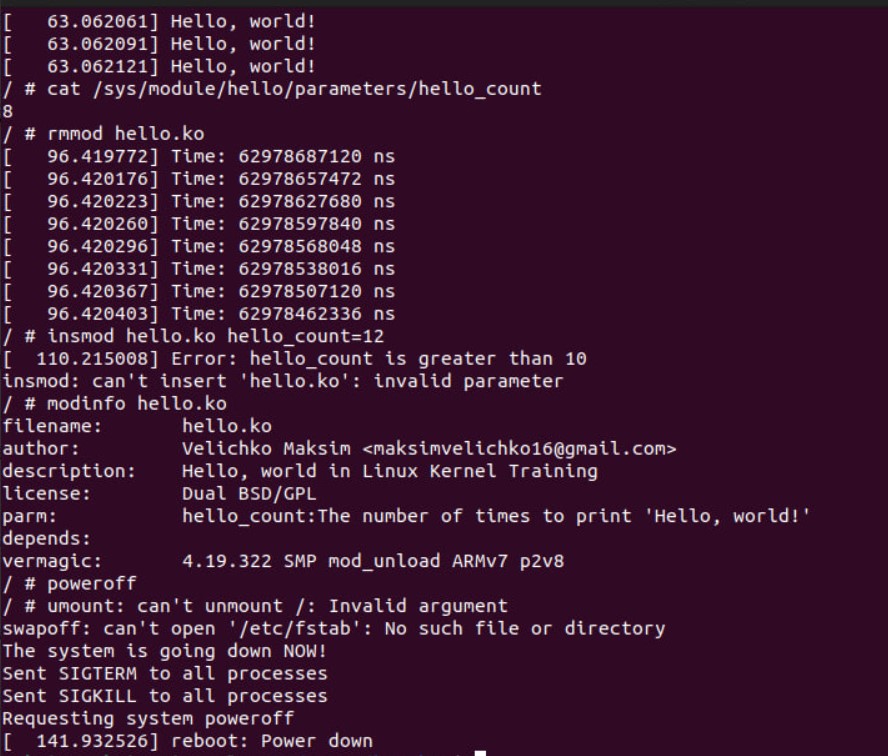 [   63.062061] Hello, world!
[   63.062091] Hello, world!
[   63.062121] Hello, world!
/ # cat /sys/module/hello/parameters/hello_count
8
/ # rmmod hello.ko
[   96.419772] Time: 62978687120 ns
[   96.420176] Time: 62978657472 ns
[   96.420223] Time: 62978627680 ns
[   96.420260] Time: 62978597840 ns
[   96.420296] Time: 62978568048 ns
[   96.420331] Time: 62978538016 ns
[   96.420367] Time: 62978507120 ns
[   96.420403] Time: 62978462336 ns
/ # insmod hello.ko hello_count=12
[  110.215008] Error: hello_count is greater than 10
insmod: can't insert 'hello.ko': invalid parameter
/ # modinfo hello.ko
filename:       hello.ko
author:         Velichko Maksim <maksimvelichko16@gmail.com>
description:    Hello, world in Linux Kernel Training
license:        Dual BSD/GPL
parm:           hello_count:The number of times to print 'Hello, world!'
depends:
vermagic:       4.19.322 SMP mod_unload ARMv7 p2v8
/ # poweroff
/ # umount: can't unmount /: Invalid argument
swapoff: can't open '/etc/fstab': No such file or directory
The system is going down NOW!
Sent SIGTERM to all processes
Sent SIGKILL to all processes
Requesting system poweroff
[  141.932526] reboot: Power down